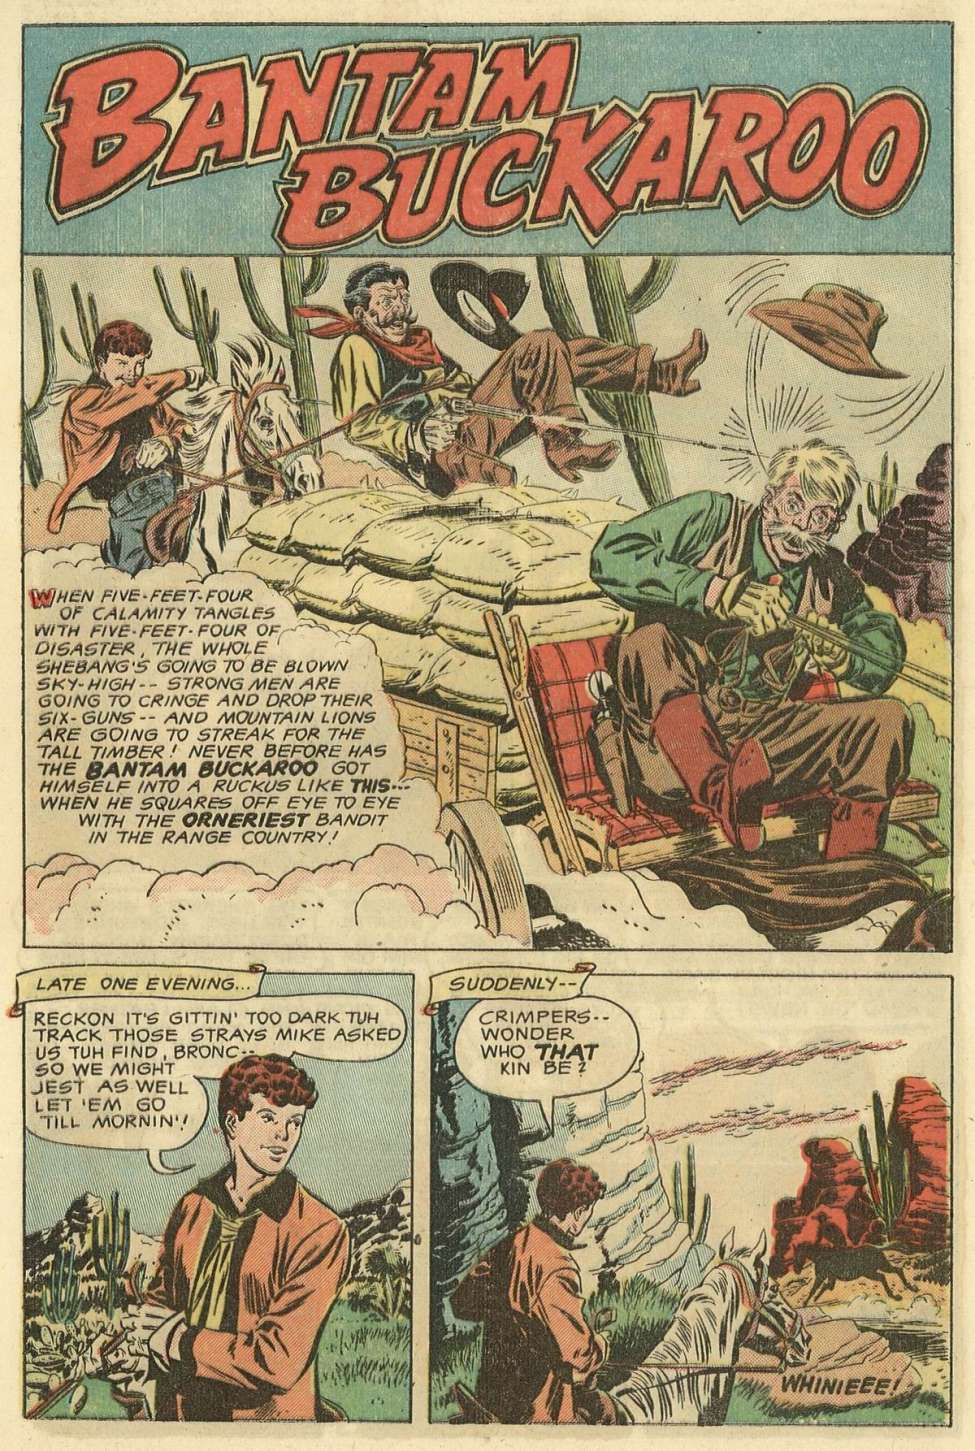 BANTAM
BUCKAROO
WHEN FIVE-FEET-FOUR
OF CALAMITY TANGLES
WITH FIVE-FEET-FOUR OF
DISASTER, THE WHOLE
SHEBANG'S GOING TO BE BLOWN
SKY-HIGH-- STRONG MEN ARE
GOING TO CRINGE AND DROP THEIR
SIX-GUNS-- AND MOUNTAIN LIONS
ARE GOING TO STREAK FOR THE
TALL TIMBER! NEVER BEFORE HAS
THE BANTAM BUCKAROO GOT
HIMSELF INTO A RUCKUS LIKE THIS...
WHEN HE SQUARES OFF EYE TO EYE
WITH THE ORNERIEST BANDIT
IN THE RANGE COUNTRY!
LATE ONE EVENING...
RECKON IT'S GITTIN' TOO DARK TUH
TRACK THOSE STRAYS MIKE ASKED
US TUH FIND, BRONC--
SO WE MIGHT
JEST AS WELL
LET 'EM GO
'TILL MORNIN'!
SUDDENLY--
CRIMPERS--
WONDER
WHO THAT
KIN BE?
WHINIEEE!